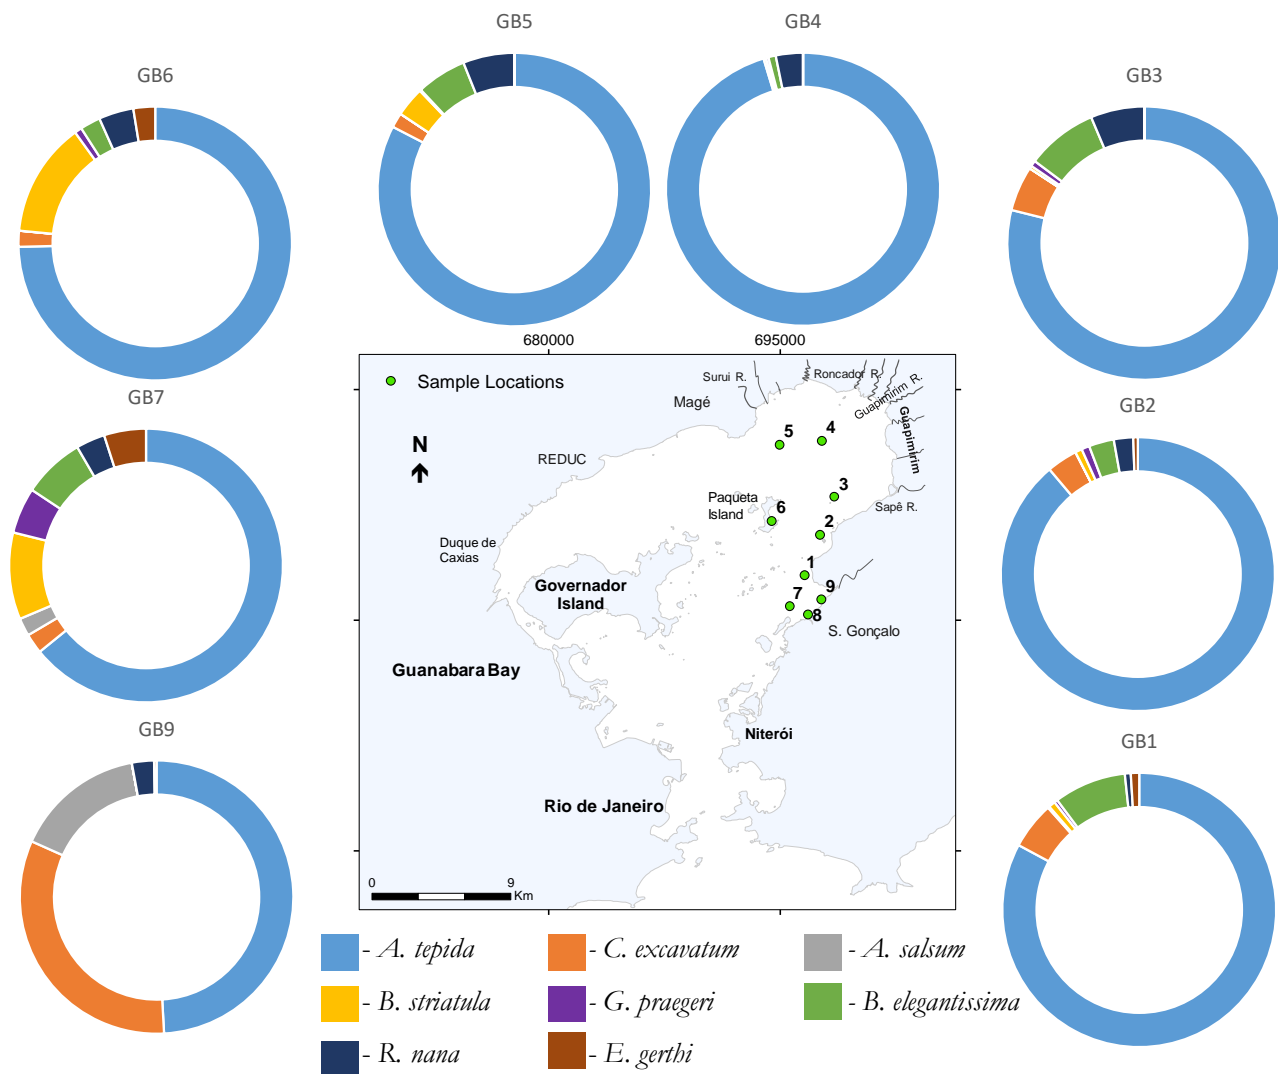 GB5
GB4
GB6
GB3
680000
695000
Sample Locations
Surui R.
Roncador R.
Guapimirim R.
Magé
Guapimirim
GB7
GB2
N
5
4
REDUC
3
Paqueta
Island
6
Sapê R.
2
Duque de
Caxias
1
Governador
Island
7
9
8
S. Gonçalo
Guanabara Bay
GB9
Niterói
GB1
Rio de Janeiro
0
9
Km
- A. tepida
- C. excavatum
- A. salsum
- B. striatula
- G. praegeri
- B. elegantissima
- R. nana
- E. gerthi